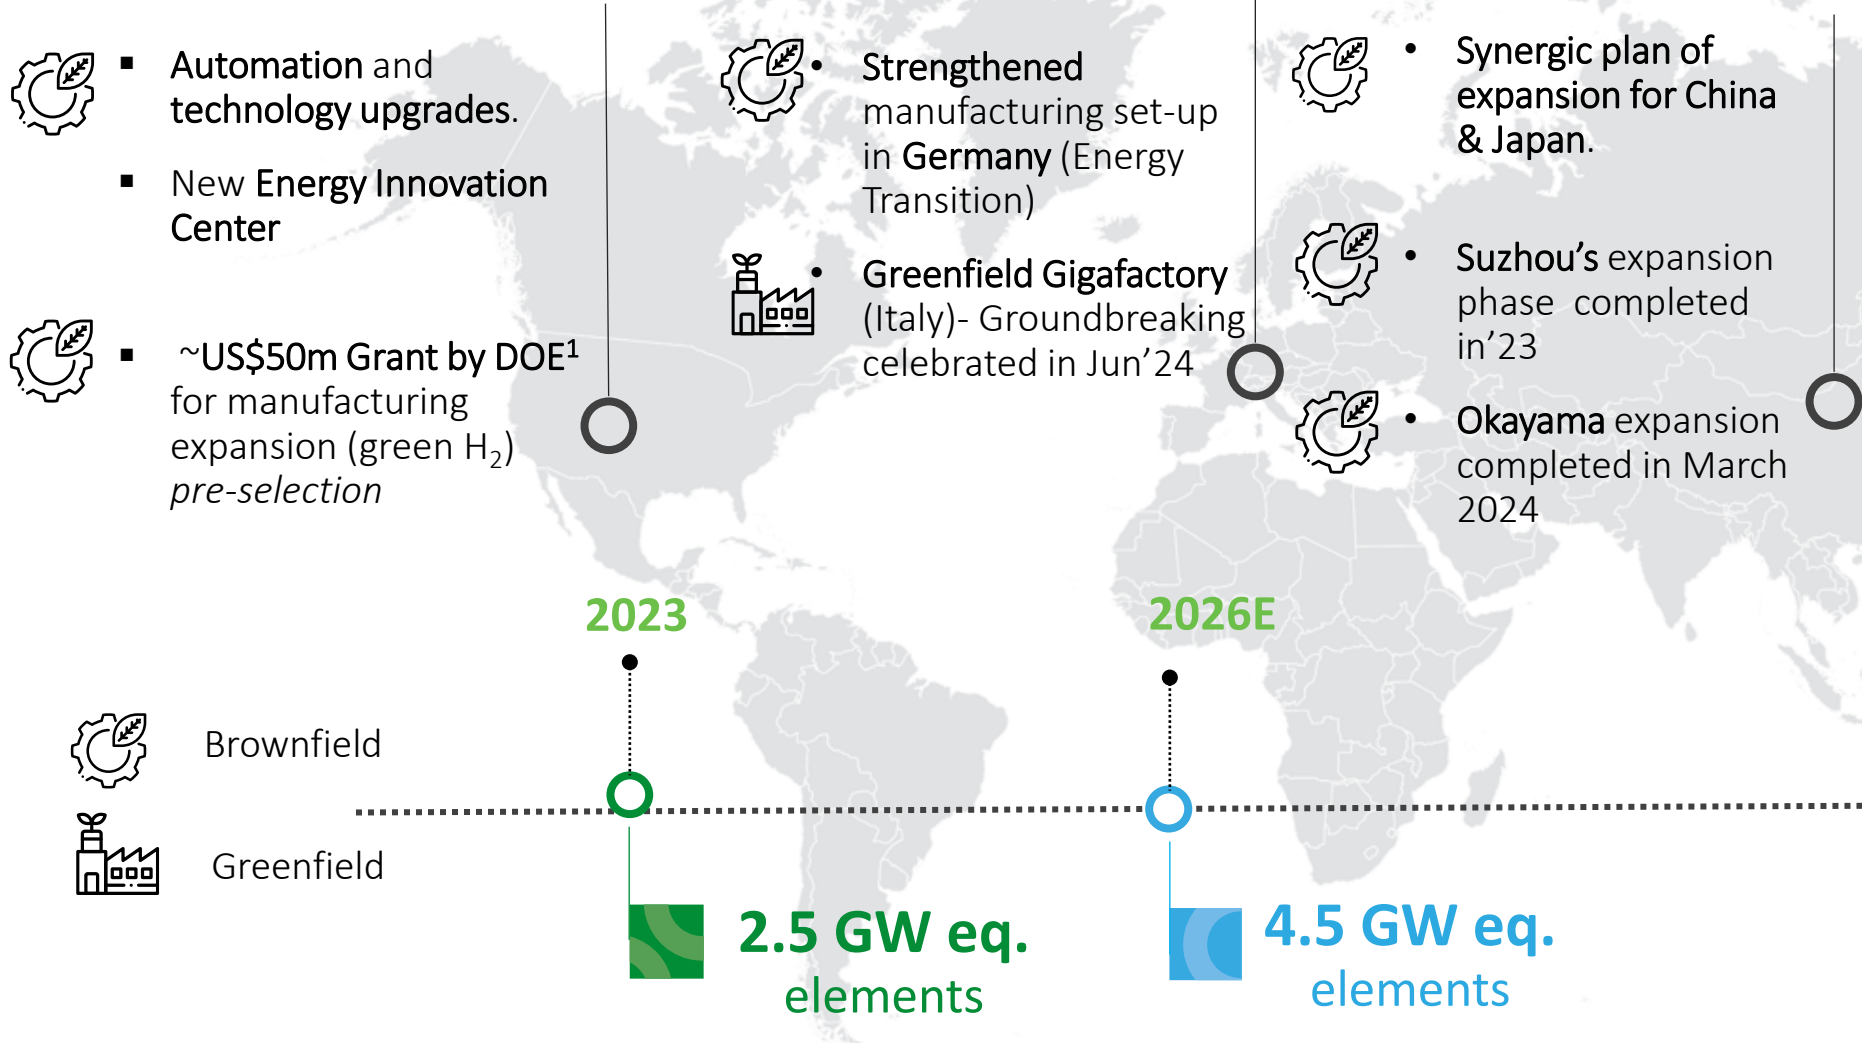 Automation and
technology upgrades.
New Energy Innovation
Center
~US$50m Grant by DOE¹
for manufacturing
expansion (green H₂)
pre-selection
Strengthened
manufacturing set-up
in Germany (Energy
Transition)
Greenfield Gigafactory
(Italy)- Groundbreaking
celebrated in Jun’24
Synergic plan of
expansion for China
& Japan.
Suzhou’s expansion
phase completed
in’23
Okayama expansion
completed in March
2024
2023
2026E
Brownfield
Greenfield
2.5 GW eq.
elements
4.5 GW eq.
elements